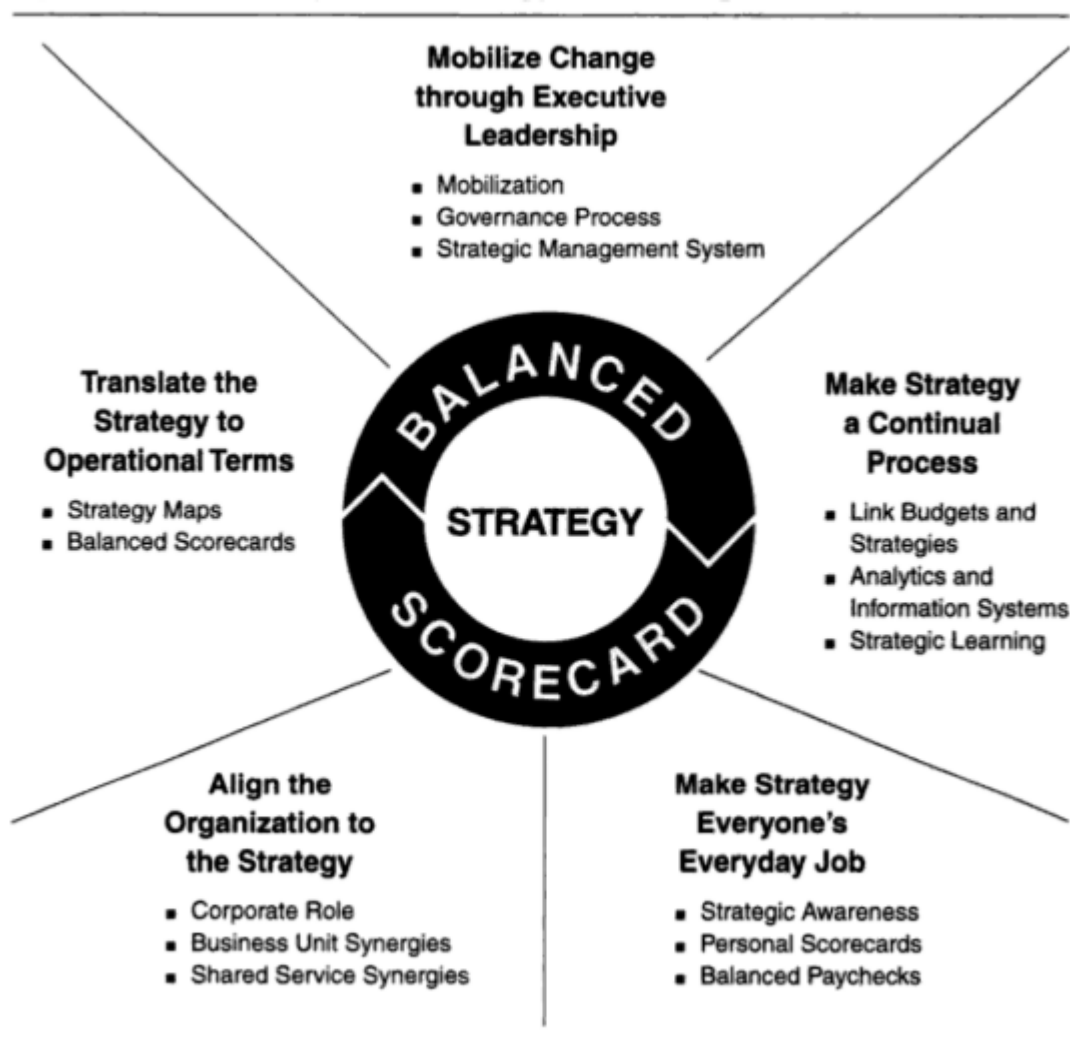 Mobilize Change
through Executive
Leadership
▪ Mobilization
▪ Governance Process
▪ Strategic Management System
BALANCED
STRATEGY
SCORECARD
Translate the
Strategy to
Operational Terms
▪ Strategy Maps
▪ Balanced Scorecards
Make Strategy
a Continual
Process
▪ Link Budgets and
Strategies
▪ Analytics and
Information Systems
▪ Strategic Learning
Align the
Organization to
the Strategy
▪ Corporate Role
▪ Business Unit Synergies
▪ Shared Service Synergies
Make Strategy
Everyone's
Everyday Job
▪ Strategic Awareness
▪ Personal Scorecards
▪ Balanced Paychecks